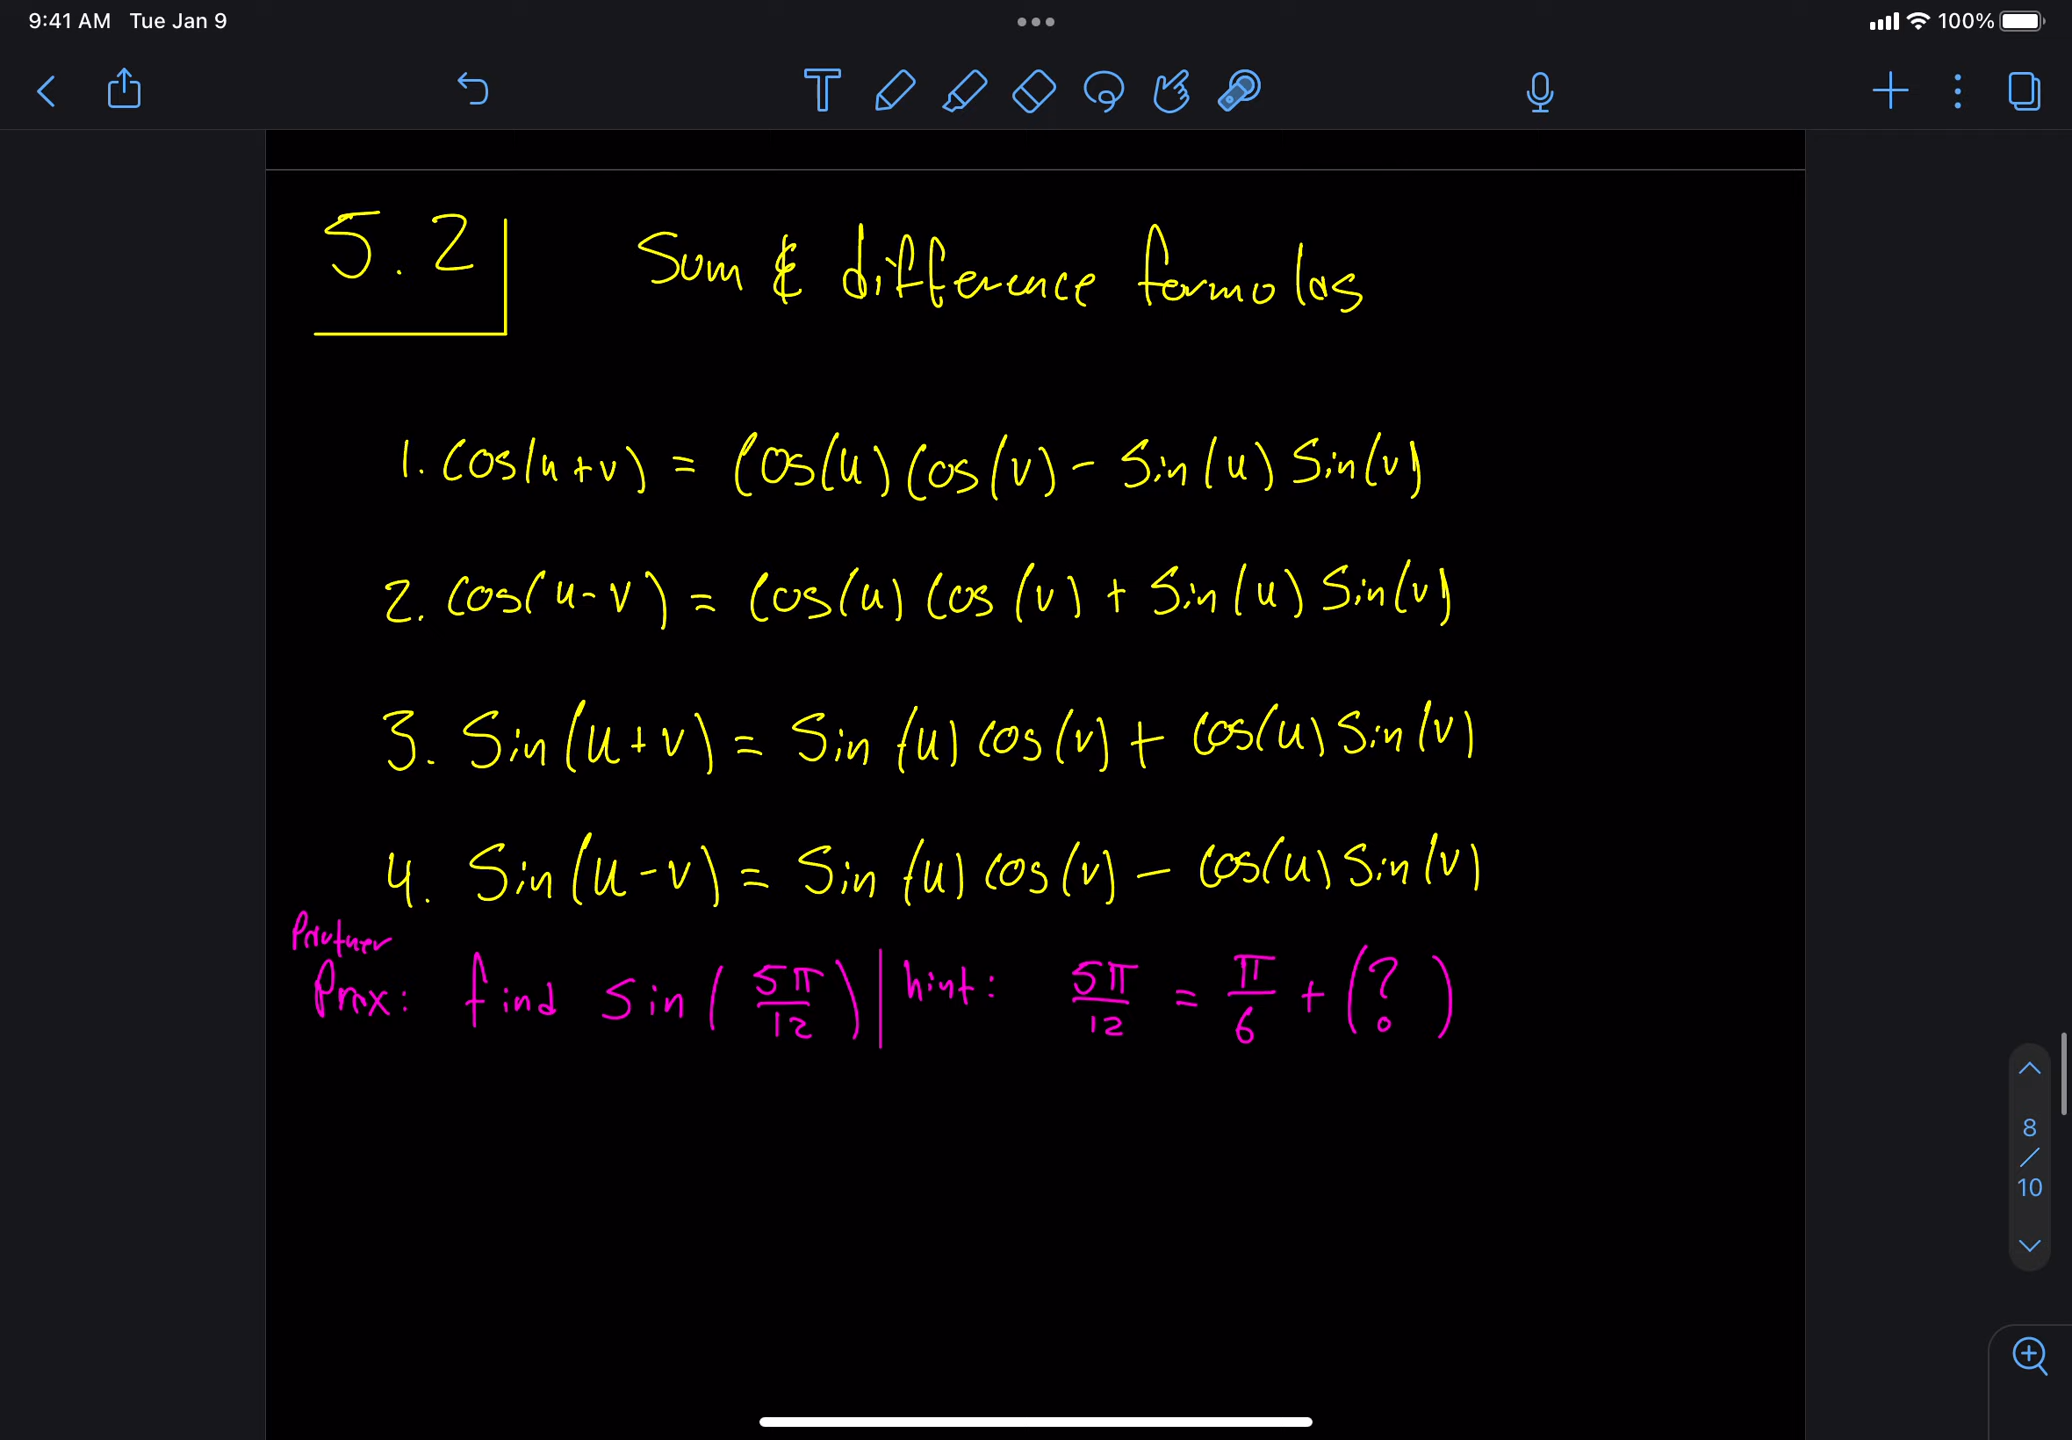 9:41 AM Tue Jan 9
100%
5.2
Sum & difference formulas
1. cos(u+v) = cos(u) cos(v) - sin(u) sin(v)
2. cos(u-v) = cos(u) cos(v) + sin(u) sin(v)
3. Sin(u+v) = Sin(u) cos(v) + cos(u) sin(v)
4. Sin(u-v) = Sin(u) cos(v) - cos(u) sin(v)
Partner
Prax: find sin(5π/12) | hint: 5π/12 = π/6 + (?)
8
/
10